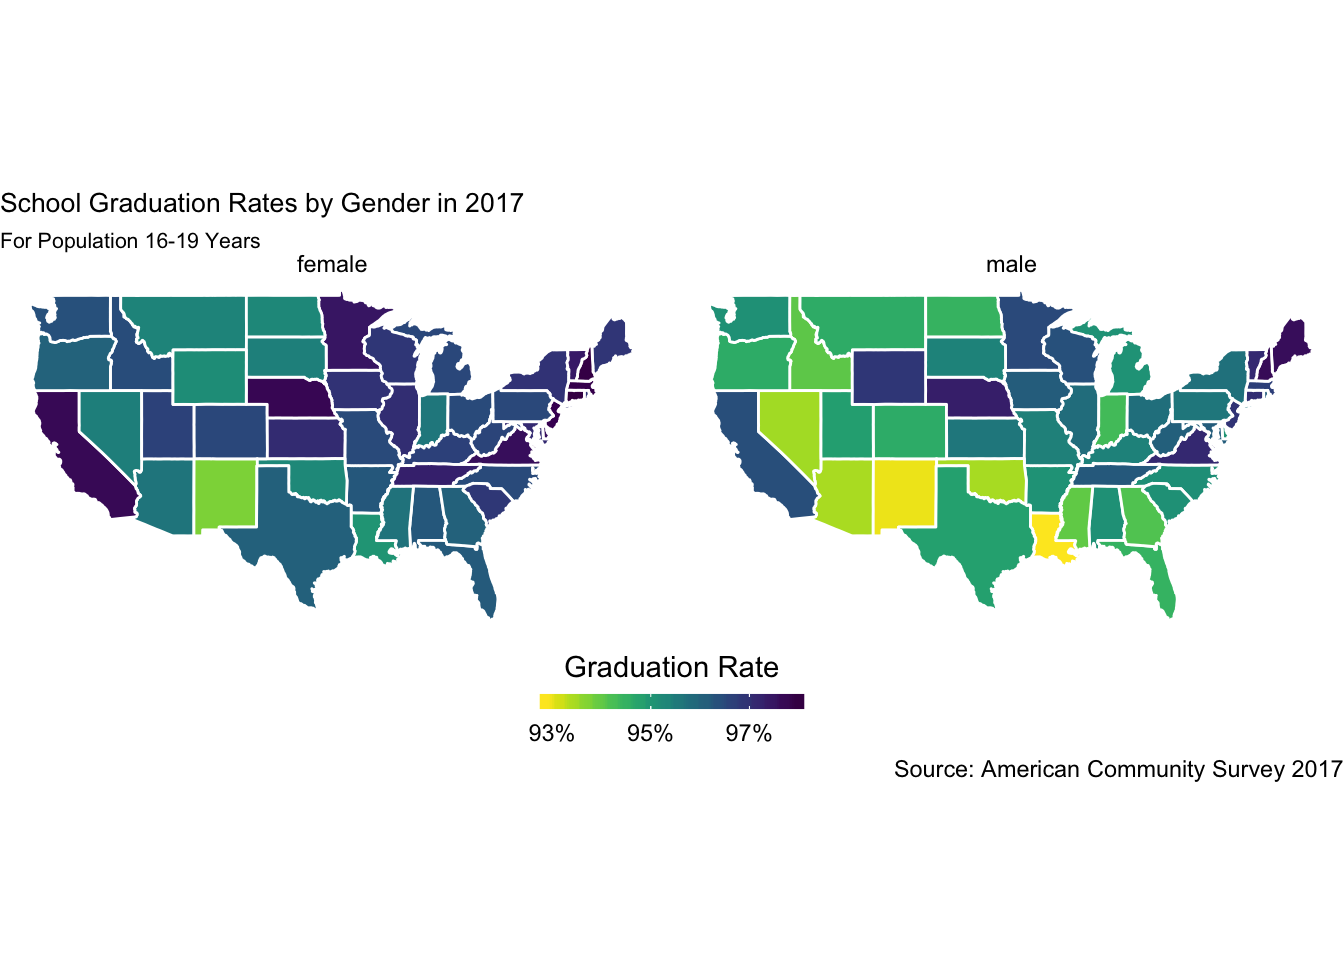 School Graduation Rates by Gender in 2017
For Population 16-19 Years
female
male
Graduation Rate
93% 95% 97%
Source: American Community Survey 2017